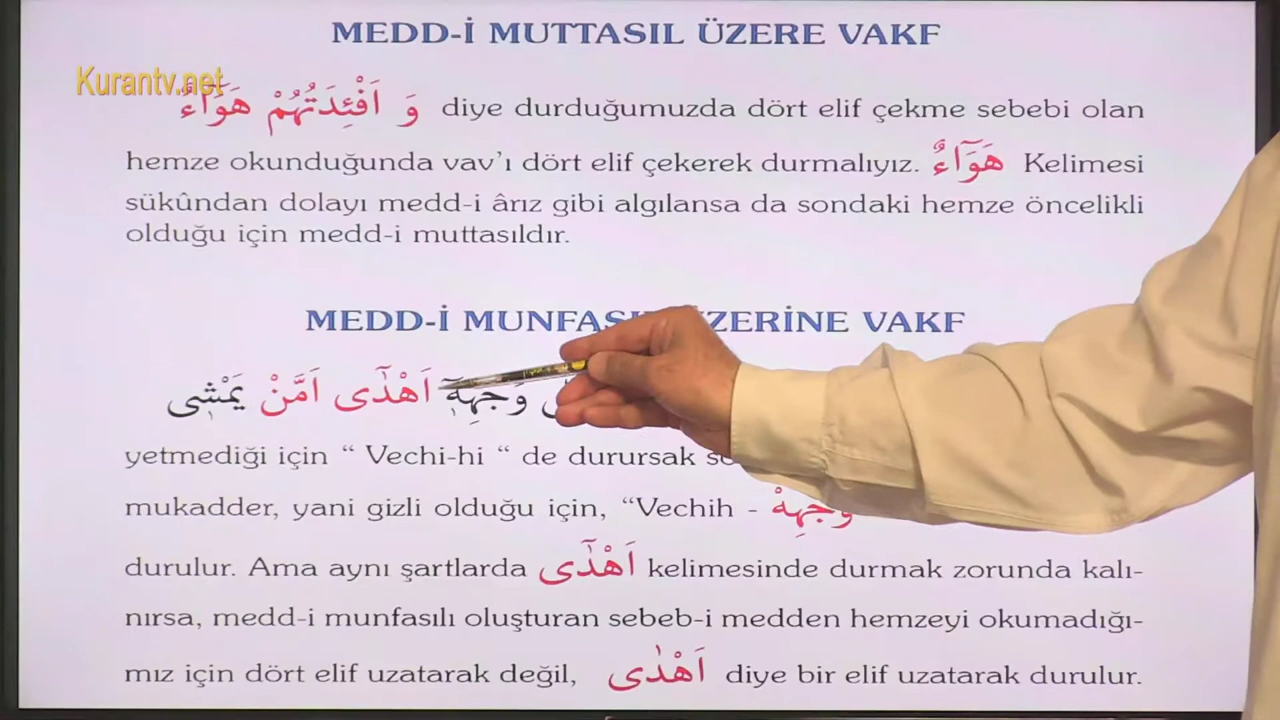 MEDD-İ MUTTASIL ÜZERE VAKF
Kurantv.net
وَ اَفْئِدَتُهُمْ هَوَٓاءٌ diye durduğumuzda dört elif çekme sebebi olan
hemze okunduğunda vav’ı dört elif çekerek durmalıyız. هَوَٓاءٌ Kelimesi
sükûndan dolayı medd-i ârız gibi algılansa da sondaki hemze öncelikli
olduğu için medd-i muttasıldır.
MEDD-İ ÜZERİNE VAKF
وَجْهِهٖٓ اَهْدٰٓى اَمَّنْ يَمْشٖى
yetmediği için “ Vechi-hi “ de durursak
mukadder, yani gizli olduğu için, “Vechih - وَجْهِهْ
durulur. Ama aynı şartlarda اَهْدٰٓى kelimesinde durmak zorunda kalı-
nırsa, medd-i munfasılı oluşturan sebeb-i medden hemzeyi okumadığı-
mız için dört elif uzatarak değil, اَهْدٰى diye bir elif uzatarak durulur.